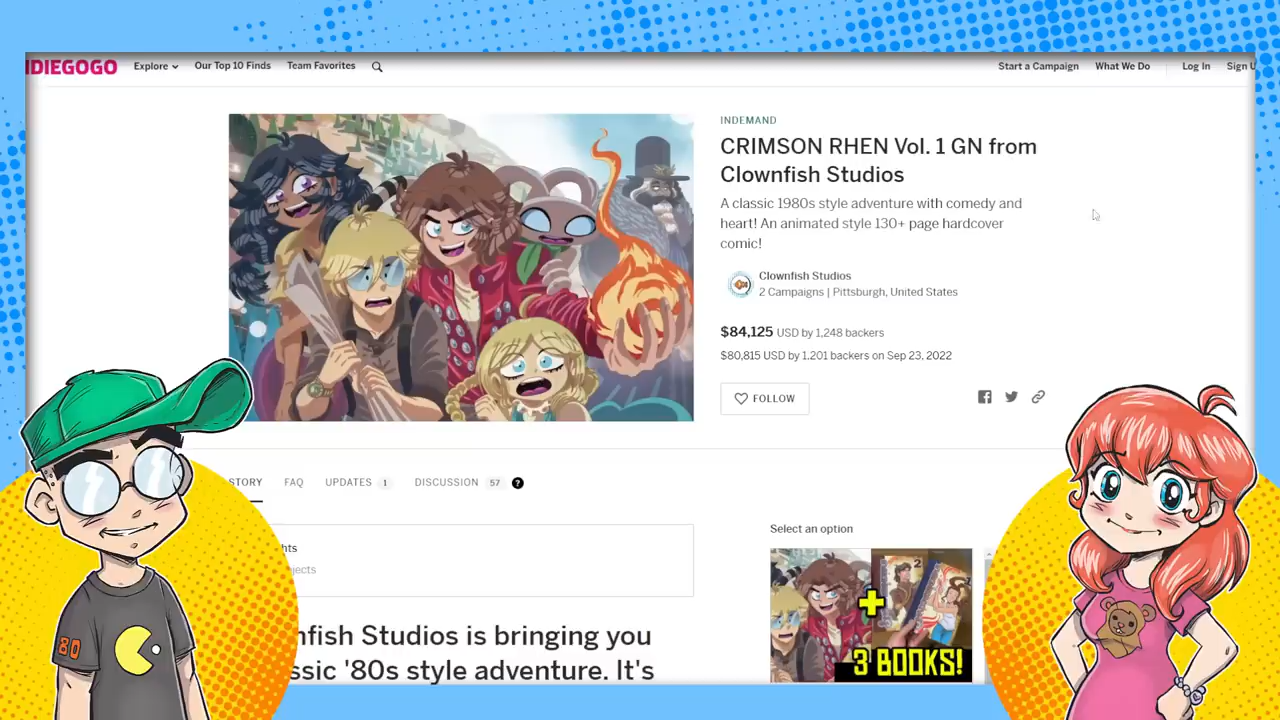 INDIEGOGO Explore Our Top 10 Finds Team Favorites Start a Campaign What We Do Log In Sign U
INDEMAND
CRIMSON RHEN Vol. 1 GN from
Clownfish Studios
A classic 1980s style adventure with comedy and
heart! An animated style 130+ page hardcover
comic!
Clownfish Studios
2 Campaigns | Pittsburgh, United States
$84,125 USD by 1,248 backers
$80,815 USD by 1,201 backers on Sep 23, 2022
FOLLOW
STORY FAQ UPDATES 1 DISCUSSION 57 ?
Select an option
hts
jects
nfish Studios is bringing you
ssic '80s style adventure. It's
2
3 BOOKS!
80